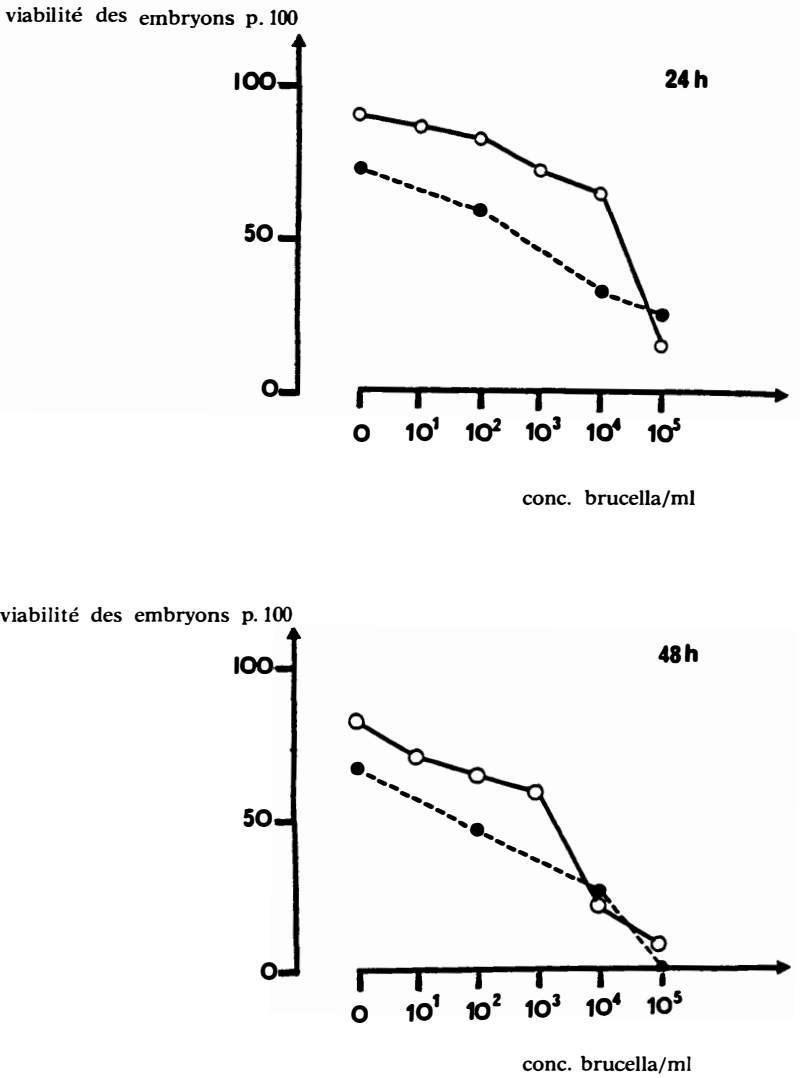 viabilité des embryons p. 100
100
24 h
50
0
0 10¹ 10² 10³ 10⁴ 10⁵
conc. brucella/ml
viabilité des embryons p. 100
100
48 h
50
0
0 10¹ 10² 10³ 10⁴ 10⁵
conc. brucella/ml